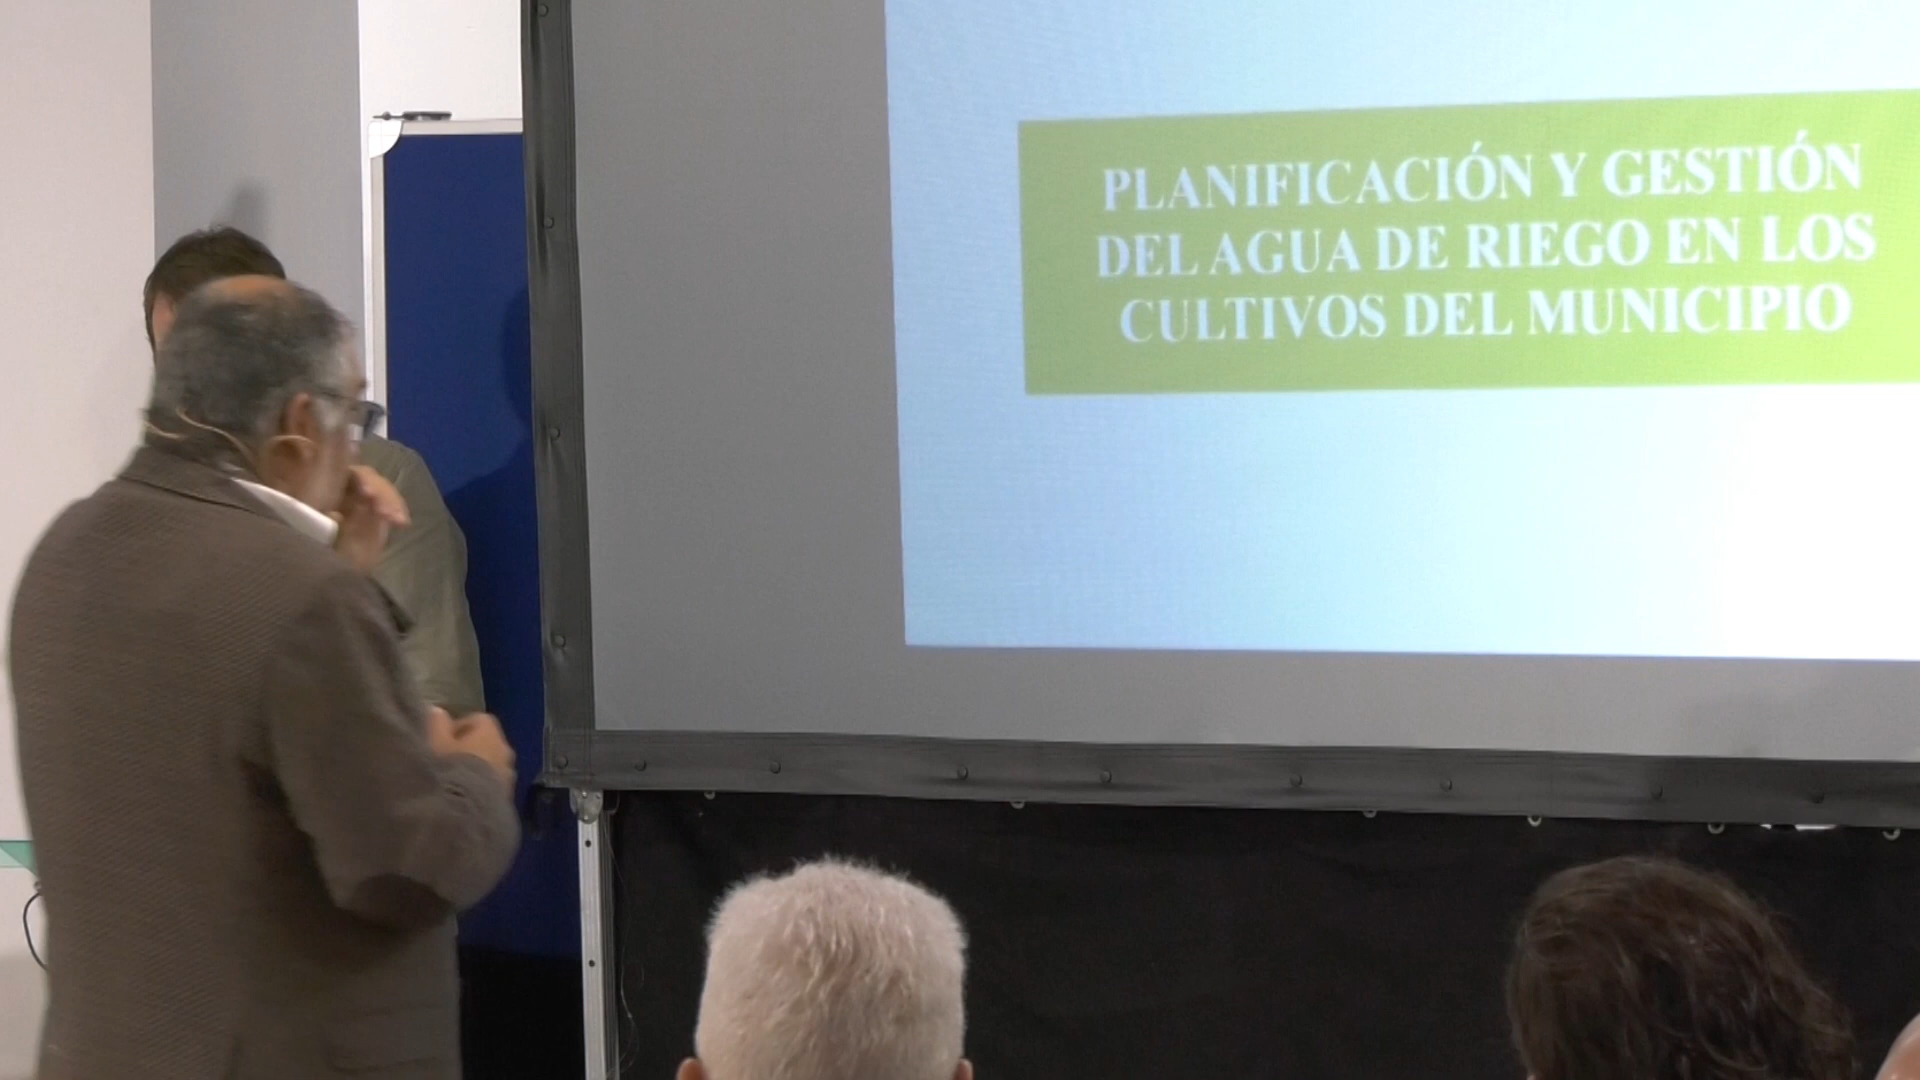 PLANIFICACIÓN Y GESTIÓN
DEL AGUA DE RIEGO EN LOS
CULTIVOS DEL MUNICIPIO